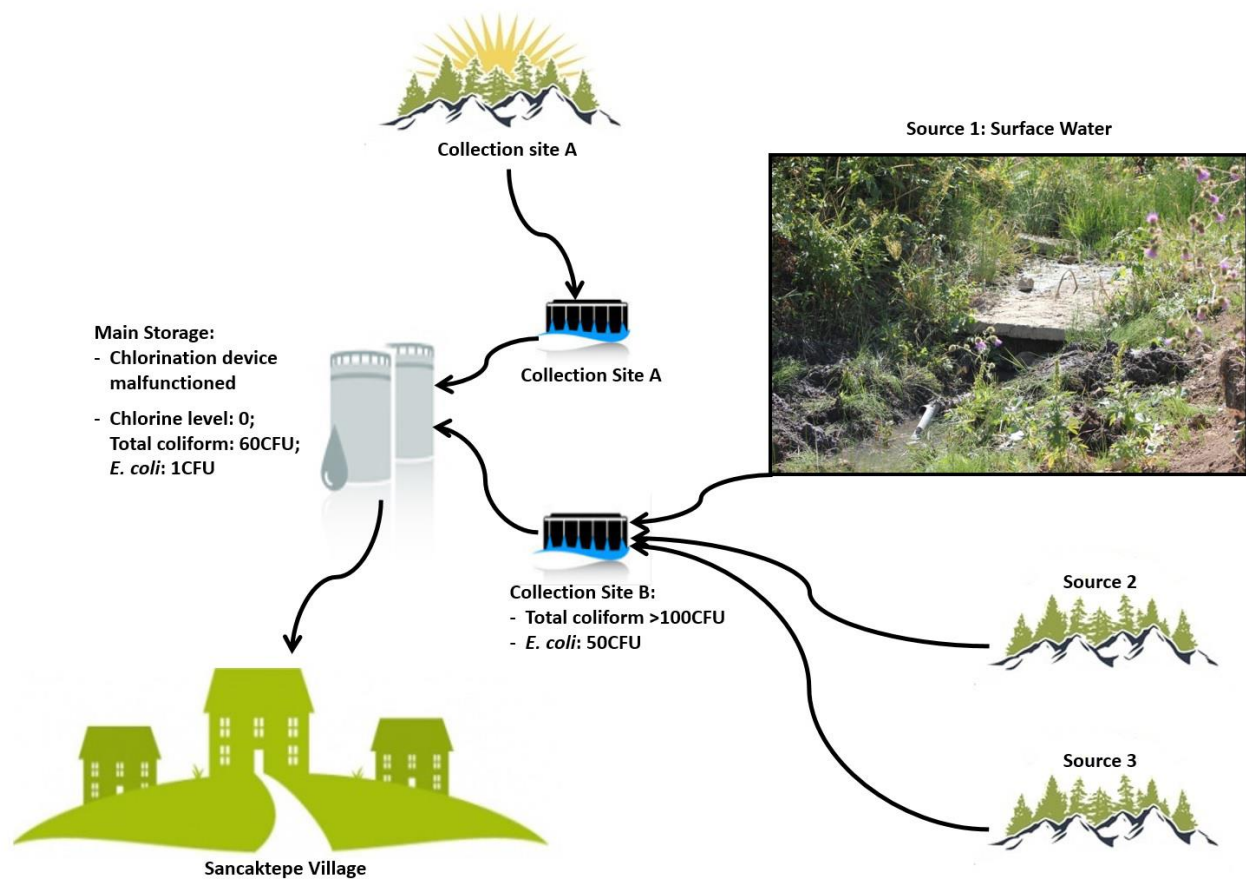 Collection site A
Source 1: Surface Water
Main Storage:
- Chlorination device
malfunctioned
- Chlorine level: 0;
Total coliform: 60CFU;
E. coli: 1CFU
Collection Site A
Collection Site B:
- Total coliform >100CFU
- E. coli: 50CFU
Source 2
Source 3
Sancaktepe Village